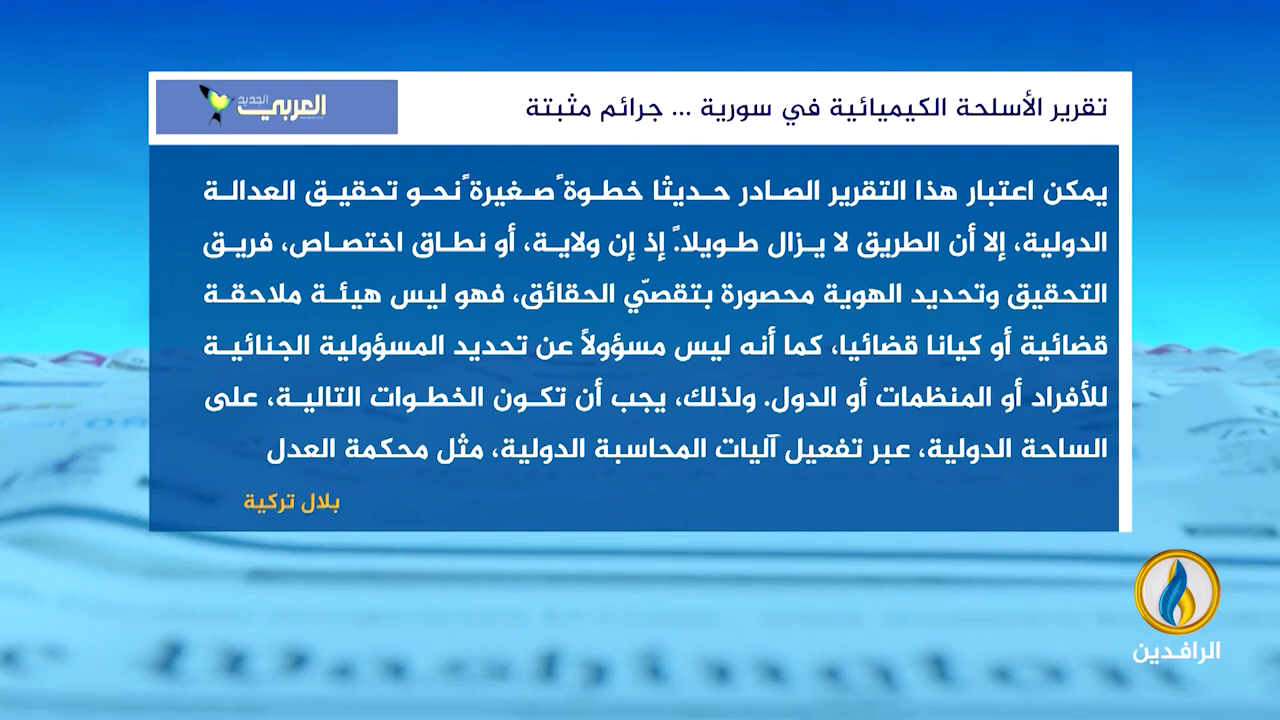 تقرير الأسلحة الكيميائية في سورية ... جرائم مثبتة
العربي الجديد
يمكن اعتبار هذا التقرير الصادر حديثا خطوةً صغيرةً نحو تحقيق العدالة
الدولية، إلا أن الطريق لا يزال طويلاً. إذ إن ولاية، أو نطاق اختصاص، فريق
التحقيق وتحديد الهوية محصورة بتقصّي الحقائق، فهو ليس هيئة ملاحقة
قضائية أو كيانا قضائيا، كما أنه ليس مسؤولاً عن تحديد المسؤولية الجنائية
للأفراد أو المنظمات أو الدول. ولذلك، يجب أن تكون الخطوات التالية، على
الساحة الدولية، عبر تفعيل آليات المحاسبة الدولية، مثل محكمة العدل
بلال تركية
الرافدين